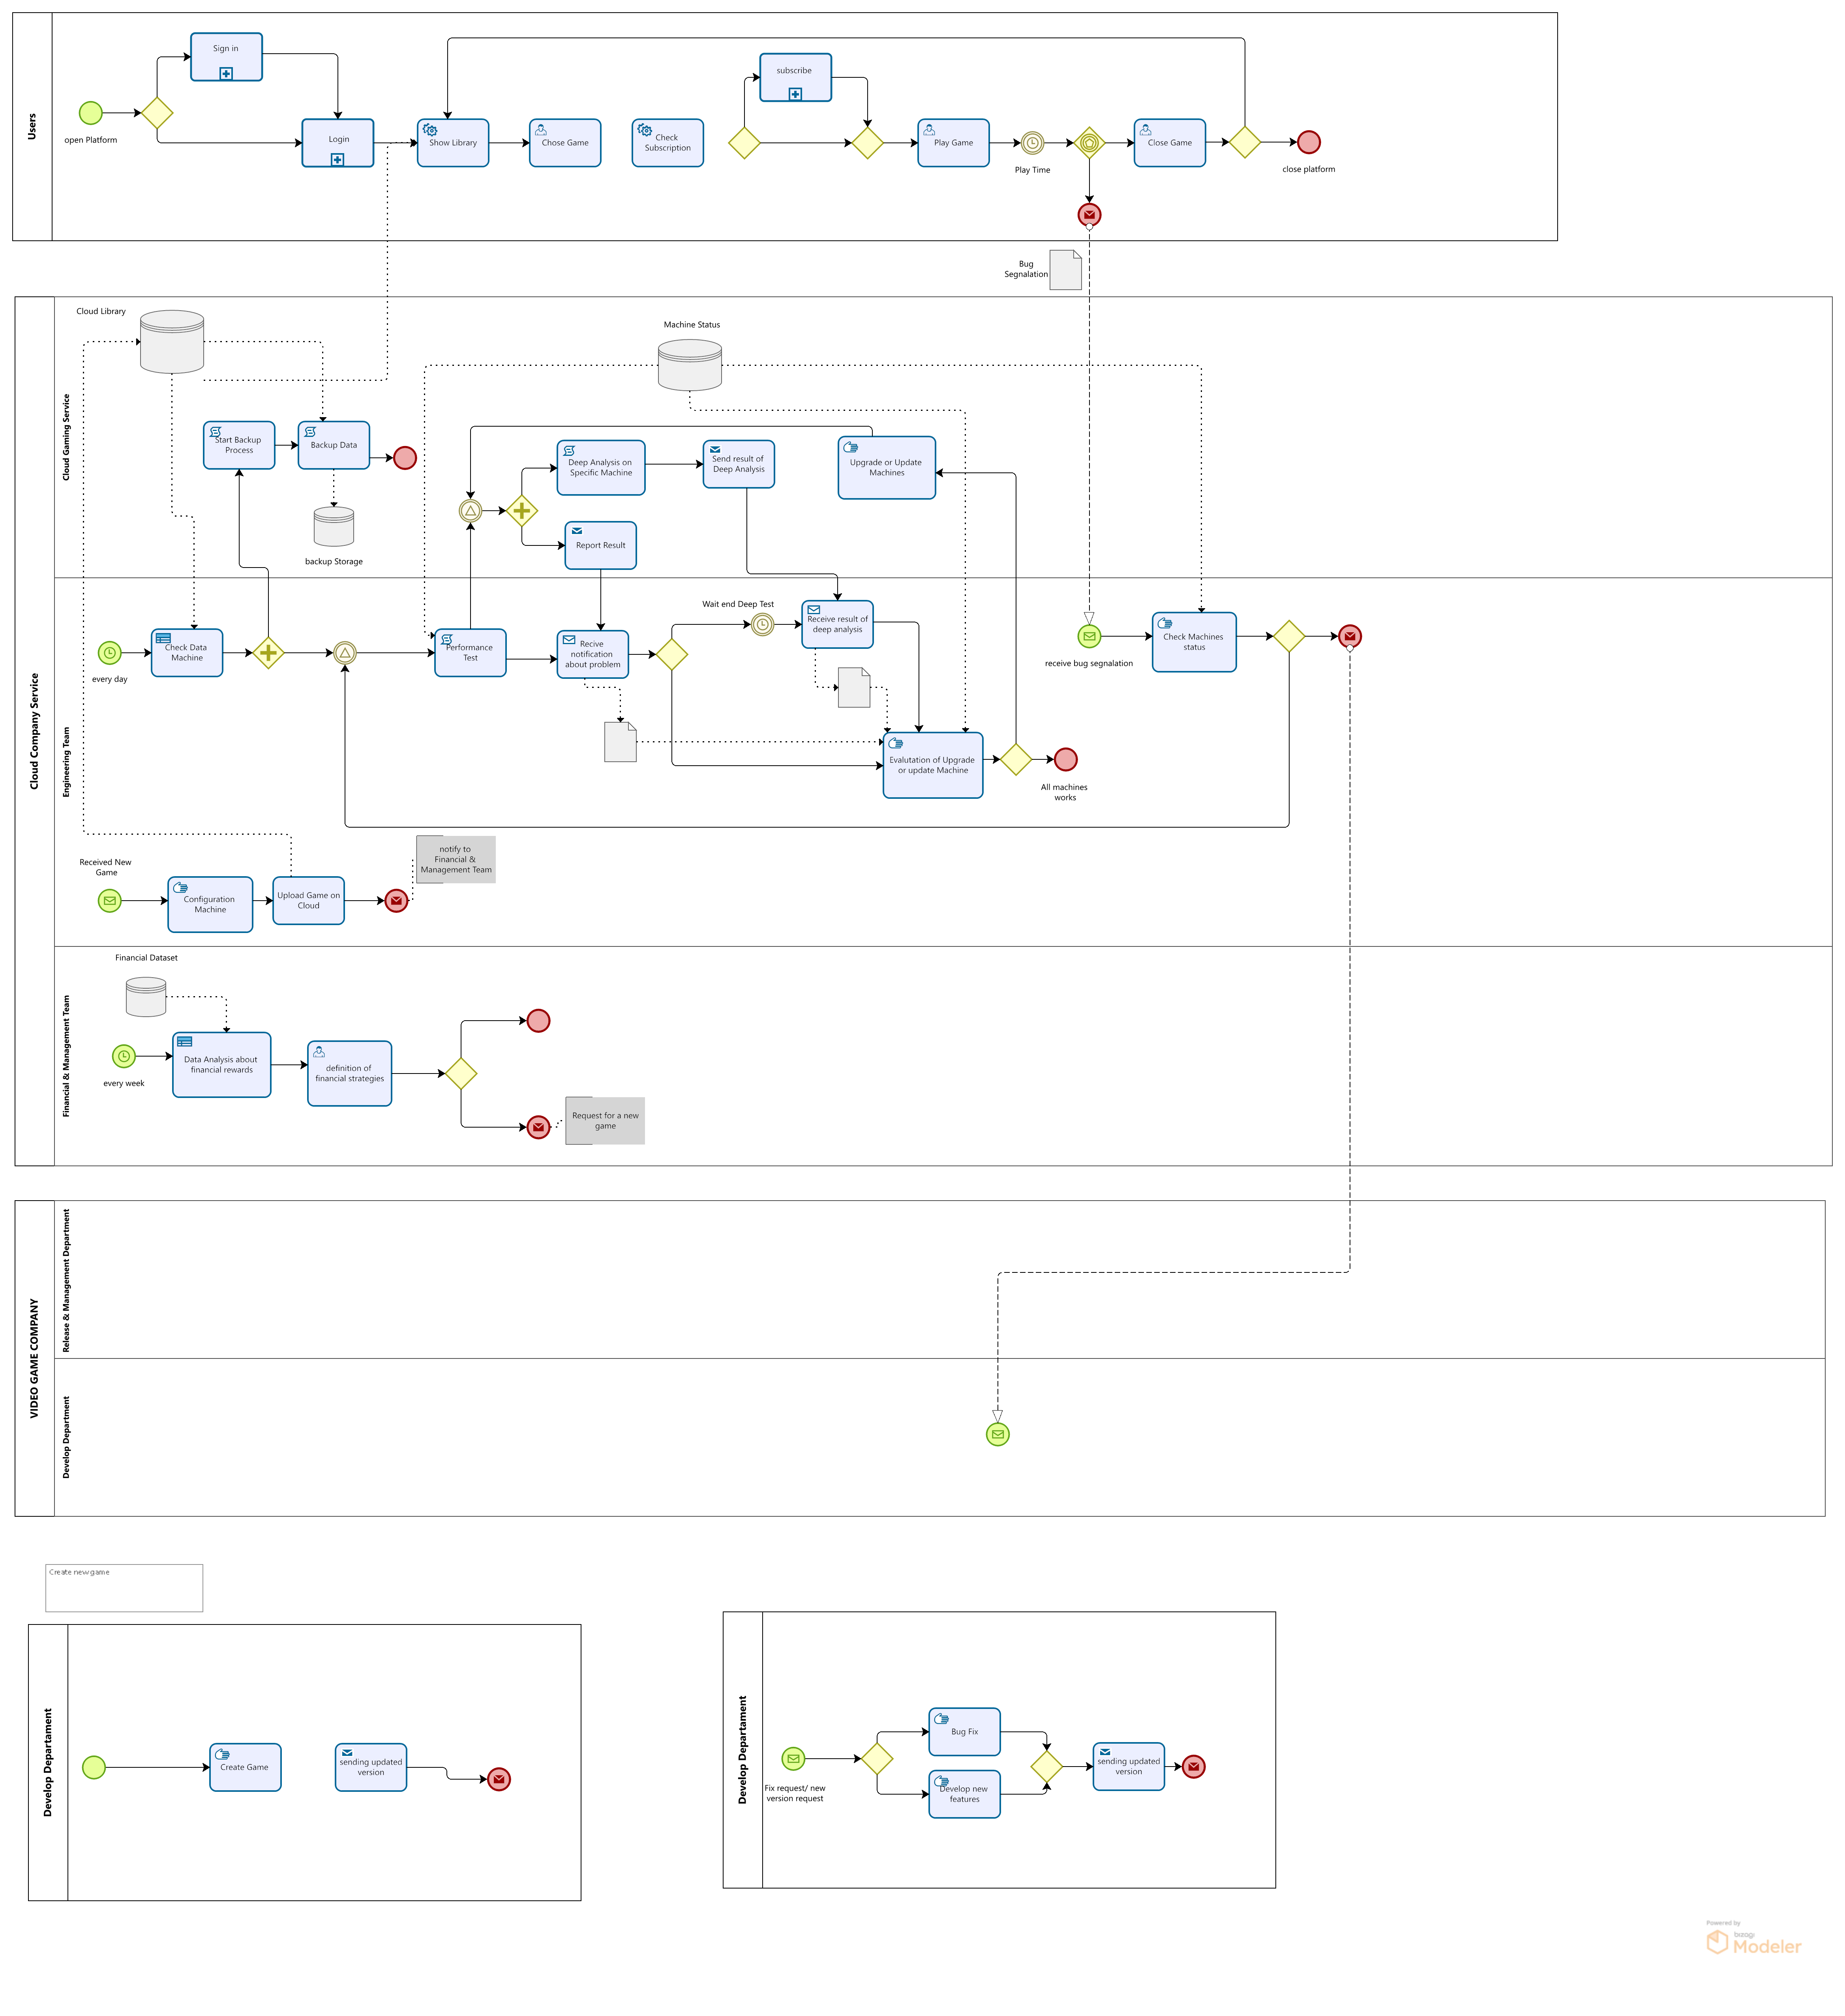 Users
open Platform
Sign in
Login
Show Library
Chose Game
Check
Subscription
subscribe
Play Game
Play Time
Close Game
close platform
Bug
Segnalation
Cloud Company Service
Cloud Gaming Service
Cloud Library
Machine Status
Start Backup
Process
Backup Data
backup Storage
Deep Analysis on
Specific Machine
Send result of
Deep Analysis
Upgrade or Update
Machines
Report Result
Engineering Team
every day
Check Data
Machine
Performance
Test
Recive
notification
about problem
Wait end Deep Test
Receive result of
deep analysis
receive bug segnalation
Check Machines
status
Evalutation of Upgrade
or update Machine
All machines
works
Received New
Game
Configuration
Machine
Upload Game on
Cloud
notify to
Financial &
Management Team
Financial & Management Team
Financial Dataset
every week
Data Analysis about
financial rewards
definition of
financial strategies
Request for a new
game
VIDEO GAME COMPANY
Release & Management Department
Develop Department
Create new game
Develop Departament
Create Game
sending updated
version
Develop Departament
Fix request/ new
version request
Bug Fix
Develop new
features
sending updated
version
Powered by
bizagi
Modeler